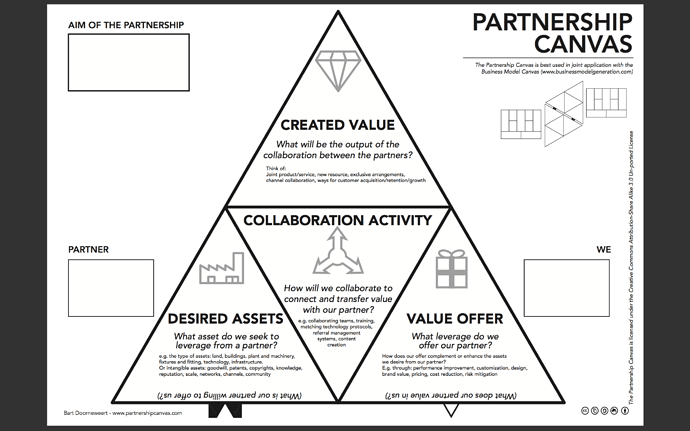 AIM OF THE PARTNERSHIP
PARTNERSHIP
CANVAS
The Partnership Canvas is best used in joint application with the
Business Model Canvas (www.businessmodelgeneration.com)
CREATED VALUE
What will be the output of the
collaboration between the partners?
Think of:
Joint product/service, new resource, exclusive arrangements,
channel collaboration, ways for customer acquisition/retention/growth
COLLABORATION ACTIVITY
How will we collaborate to
connect and transfer value
with our partner?
e.g. collaborating teams, training,
matching technology protocols,
referral management
systems, content
creation
PARTNER
WE
DESIRED ASSETS
What asset do we seek to
leverage from a partner?
e.g. the type of assets: land, buildings, plant and machinery,
fixtures and fitting, technology, infrastructure.
Or intangible assets: goodwill, patents, copyrights, knowledge,
reputation, scale, networks, channels, community
(What is our partner willing to offer us?)
VALUE OFFER
What leverage do we
offer our partner?
How does our offer complement or enhance the assets
we desire from our partner?
E.g. through: performance improvement, customization, design,
brand value, pricing, cost reduction, risk mitigation
(What does our partner value in us?)
Bart Doorneweert - www.partnershipcanvas.com
The Partnership Canvas is licensed under the Creative Commons Attribution-Share Alike 3.0 Un-ported License